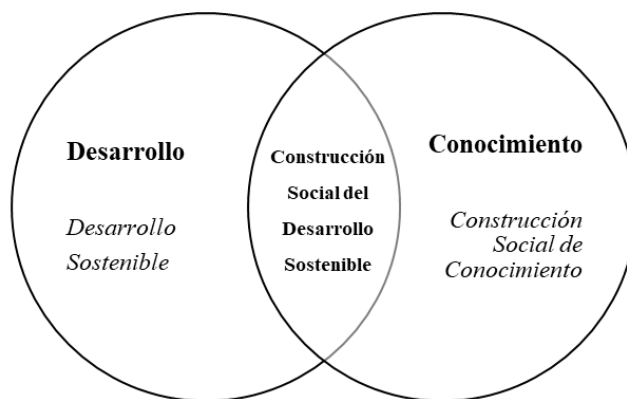 Desarrollo
Desarrollo
Sostenible
Construcción
Social del
Desarrollo
Sostenible
Conocimiento
Construcción
Social de
Conocimiento